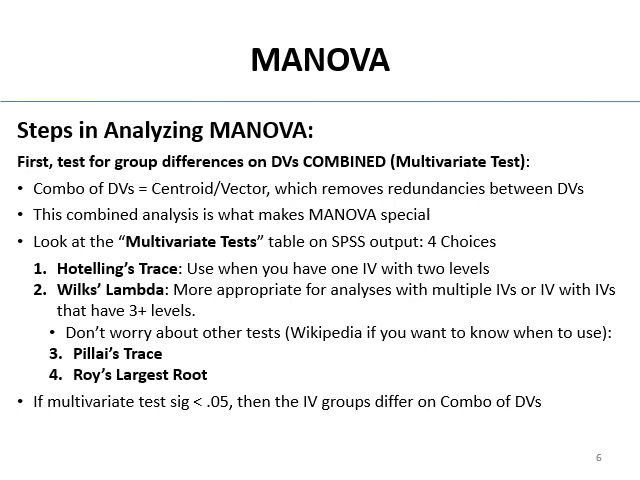 MANOVA
Steps in Analyzing MANOVA:
First, test for group differences on DVs COMBINED (Multivariate Test):
• Combo of DVs = Centroid/Vector, which removes redundancies between DVs
• This combined analysis is what makes MANOVA special
• Look at the “Multivariate Tests” table on SPSS output: 4 Choices
1. Hotelling’s Trace: Use when you have one IV with two levels
2. Wilks’ Lambda: More appropriate for analyses with multiple IVs or IV with IVs
that have 3+ levels.
• Don’t worry about other tests (Wikipedia if you want to know when to use):
3. Pillai’s Trace
4. Roy’s Largest Root
• If multivariate test sig < .05, then the IV groups differ on Combo of DVs
6